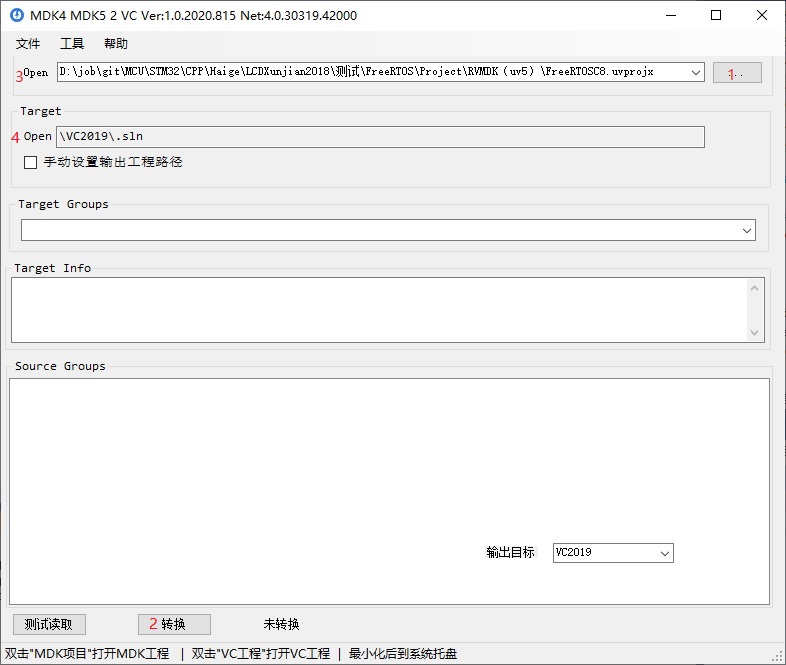 MDK4 MDK5 2 VC Ver:1.0.2020.815 Net:4.0.30319.42000
文件 工具 帮助
3 Open D:\job\git\MCU\STM32\CPP\Haige\LCDXunjian2018\测试\FreeRTOS\Project\RVMDK（uv5）\FreeRTOSC8.uvprojx 1..
Target
4 Open \VC2019\.sln
手动设置输出工程路径
Target Groups
Target Info
Source Groups
输出目标 VC2019
测试读取 2 转换 未转换
双击"MDK项目"打开MDK工程 | 双击"VC工程"打开VC工程 | 最小化后到系统托盘